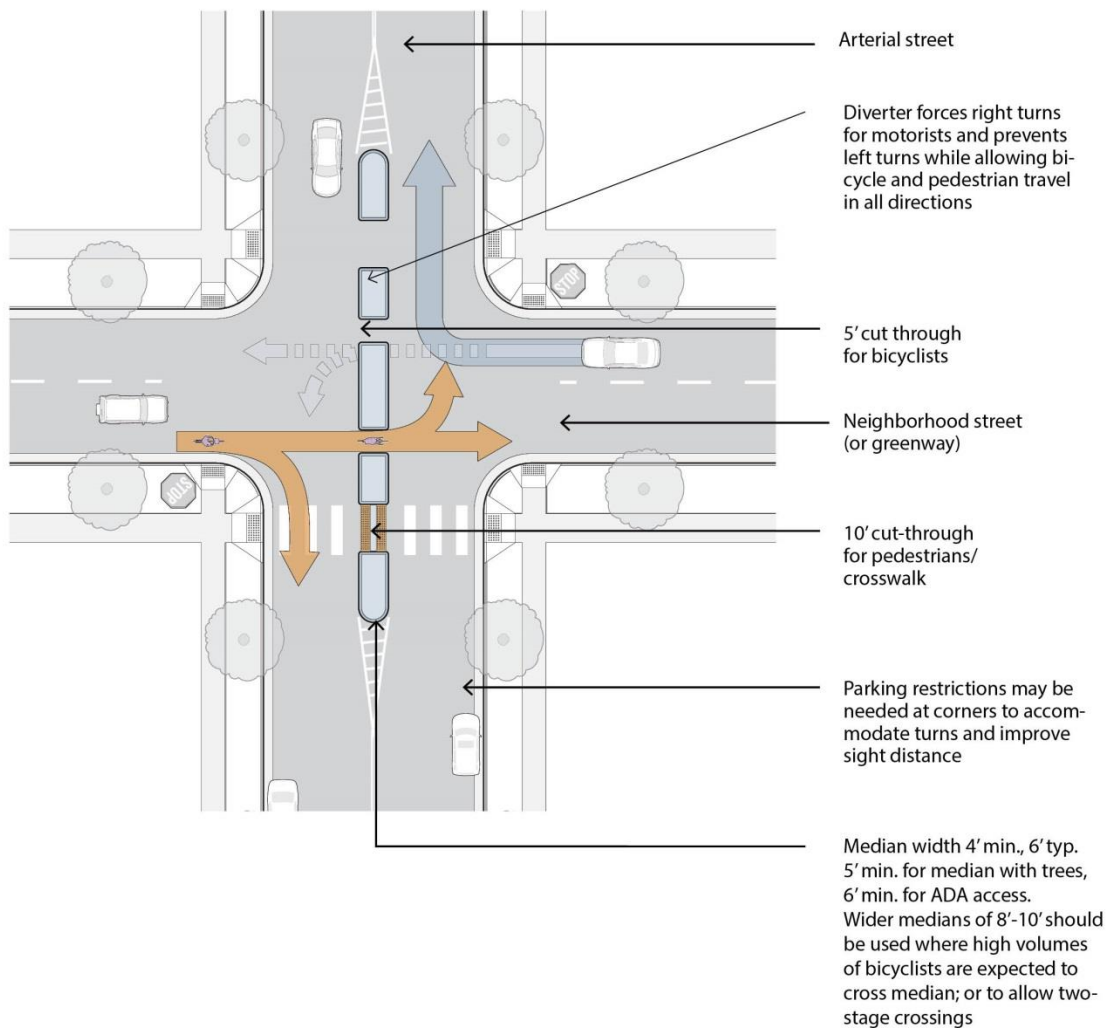 Arterial street
Diverter forces right turns
for motorists and prevents
left turns while allowing bi-
cycle and pedestrian travel
in all directions
STOP
5' cut through
for bicyclists
Neighborhood street
(or greenway)
STOP
10' cut-through
for pedestrians/
crosswalk
Parking restrictions may be
needed at corners to accom-
modate turns and improve
sight distance
Median width 4' min., 6' typ.
5' min. for median with trees,
6' min. for ADA access.
Wider medians of 8'-10' should
be used where high volumes
of bicyclists are expected to
cross median; or to allow two-
stage crossings